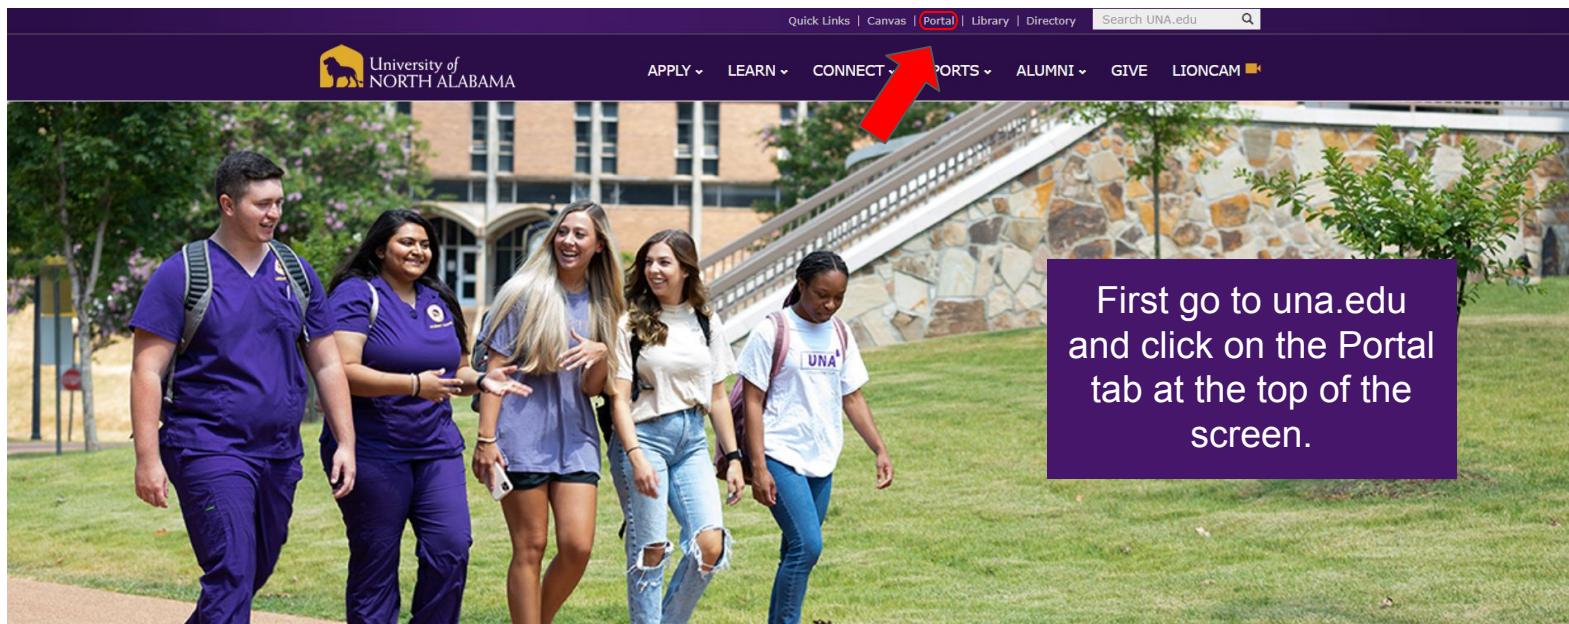 Quick Links | Canvas | Portal | Library | Directory Search UNA.edu
University of
NORTH ALABAMA
APPLY LEARN CONNECT PORTS ALUMNI GIVE LIONCAM
UNA
First go to una.edu
and click on the Portal
tab at the top of the
screen.